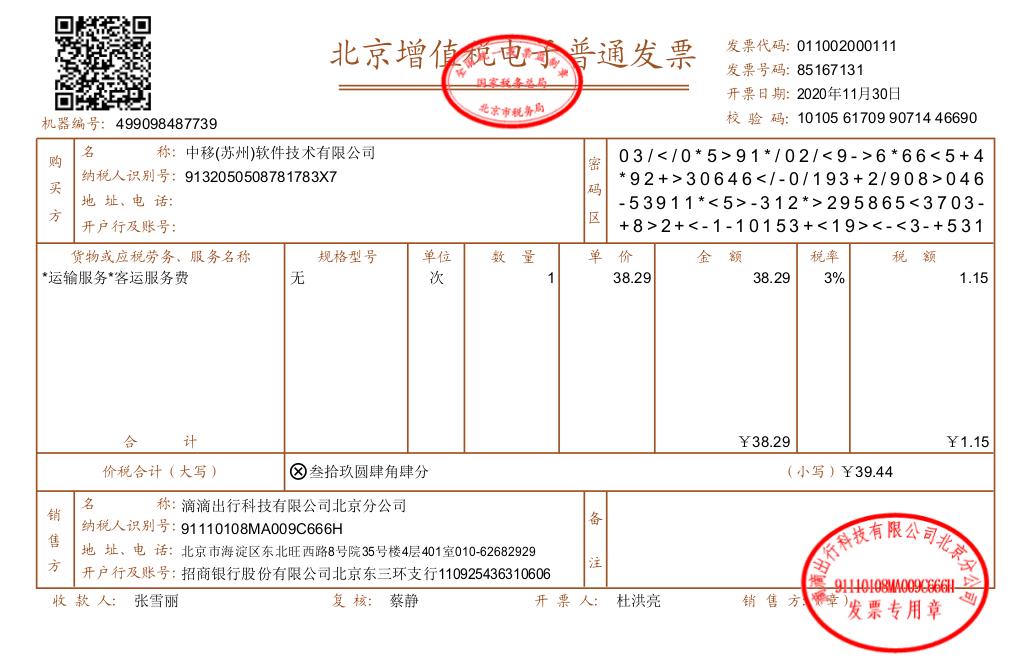 北京增值税电子普通发票
全国统一发票监制章
国家税务总局
北京市税务局
发票代码: 011002000111
发票号码: 85167131
开票日期: 2020年11月30日
校 验 码: 10105 61709 90714 46690
机器编号: 499098487739
购买方
名 称: 中移(苏州)软件技术有限公司
纳税人识别号: 9132050508781783X7
地 址、电 话:
开户行及账号:
密码区
03/</0*5>91*/02/<9->6*66<5+4
*92+>30646</-0/193+2/908>046
-53911*<5>-312*>295865<3703-
+8>2+<-1-10153+<19><-<3-+531
货物或应税劳务、服务名称 规格型号 单位 数 量 单 价 金 额 税率 税 额
*运输服务*客运服务费 无 次 1 38.29 38.29 3% 1.15
合 计 ￥38.29 ￥1.15
价税合计（大写） ⊗叁拾玖圆肆角肆分 （小写）￥39.44
销售方
名 称: 滴滴出行科技有限公司北京分公司
纳税人识别号: 91110108MA009C666H
地 址、电 话: 北京市海淀区东北旺西路8号院35号楼4层401室010-62682929
开户行及账号: 招商银行股份有限公司北京东三环支行110925436310606
备注
收 款 人: 张雪丽 复 核: 蔡静 开 票 人: 杜洪亮 销 售 方:（章）
滴滴出行科技有限公司北京分公司
91110108MA009C666H
发票专用章